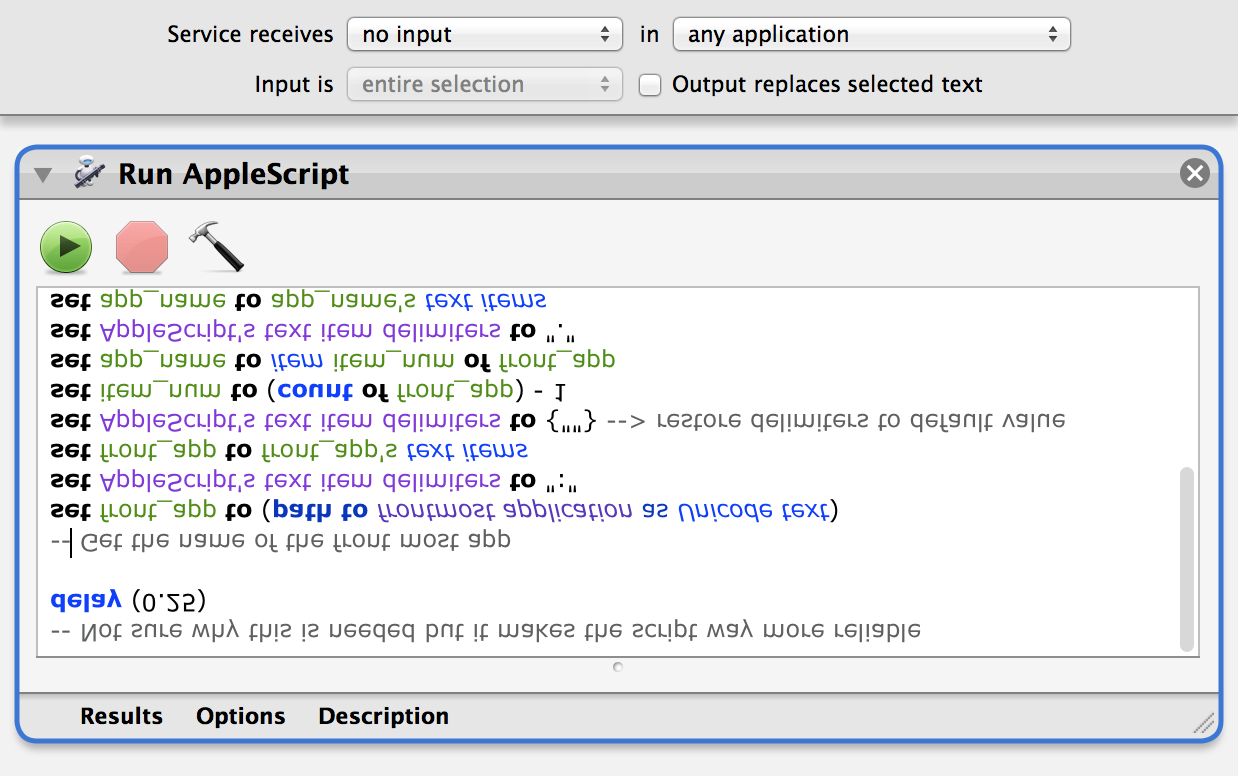 Service receives no input in any application
Input is entire selection Output replaces selected text
Run AppleScript
-- Not sure why this is needed but it makes the script way more reliable
delay (0.25)
-- Get the name of the front most app
set front_app to (path to frontmost application as Unicode text)
set AppleScript's text item delimiters to ":"
set front_app to front_app's text items
set AppleScript's text item delimiters to {""} --> restore delimiters to default value
set item_num to (count of front_app) - 1
set app_name to item item_num of front_app
set AppleScript's text item delimiters to "."
set app_name to app_name's text items
Results Options Description